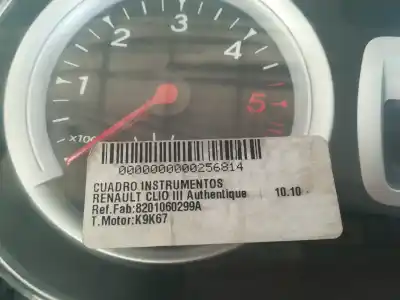 1 2 3 4 5
x100
0000000000256814
CUADRO INSTRUMENTOS
RENAULT CLIO III Authentique 10.10 -
Ref.Fab:8201060299A
T.Motor:K9K67